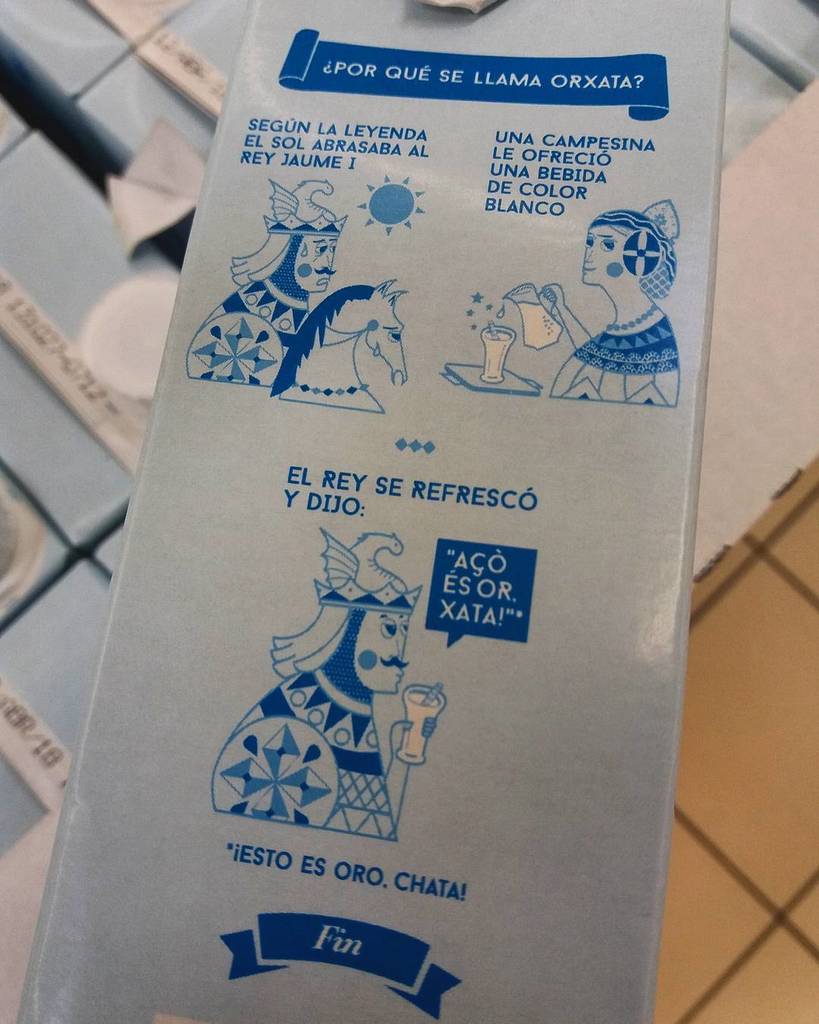 ¿POR QUÉ SE LLAMA ORXATA?
SEGÚN LA LEYENDA
EL SOL ABRASABA AL
REY JAUME I
UNA CAMPESINA
LE OFRECIÓ
UNA BEBIDA
DE COLOR
BLANCO
EL REY SE REFRESCÓ
Y DIJO:
"AÇÒ
ÉS OR,
XATA!"*
*¡ESTO ES ORO, CHATA!
Fin